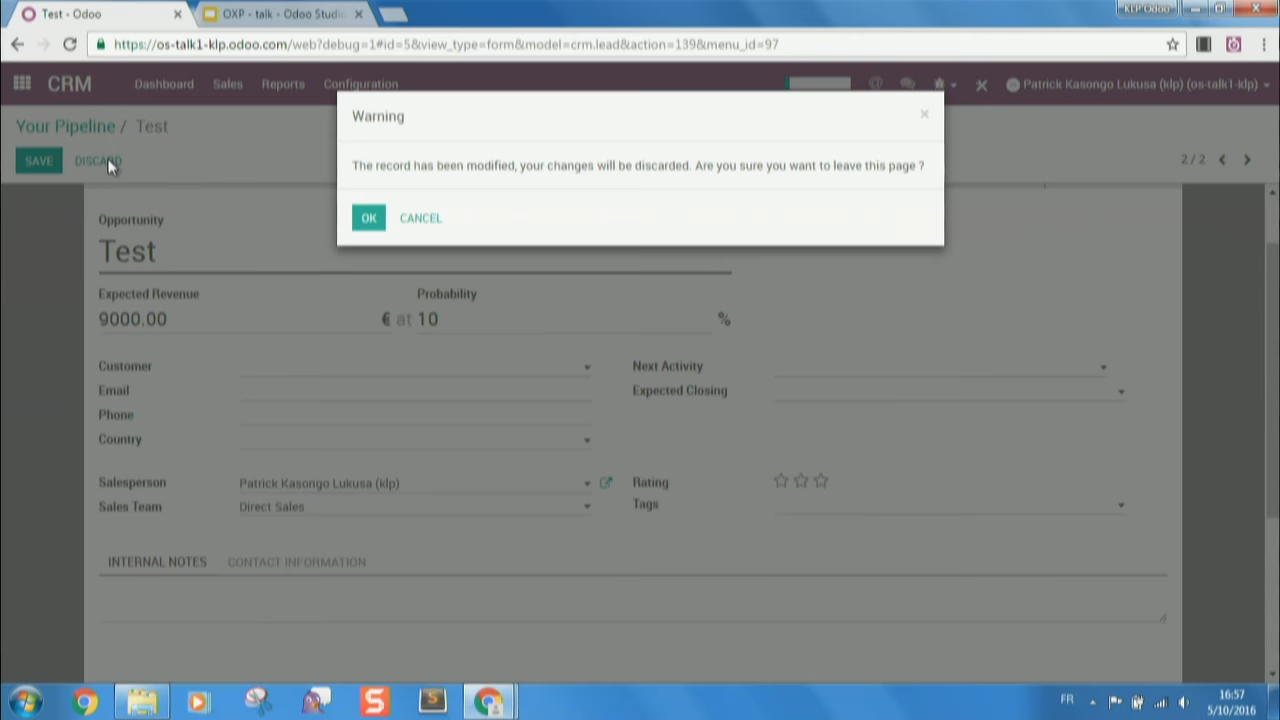 Test - Odoo
OXP - talk - Odoo Studi
KLP Odoo
https://os-talk1-klp.odoo.com/web?debug=1#id=5&view_type=form&model=crm.lead&action=139&menu_id=97
CRM Dashboard Sales Reports Configuration Patrick Kasongo Lukusa (klp) (os-talk1-klp)
Your Pipeline / Test
SAVE DISCARD 2 / 2
Warning
×
The record has been modified, your changes will be discarded. Are you sure you want to leave this page ?
OK CANCEL
Opportunity
Test
Expected Revenue Probability
9000.00 € at 10 %
Customer Next Activity
Email Expected Closing
Phone
Country
Salesperson Patrick Kasongo Lukusa (klp) Rating
Sales Team Direct Sales Tags
INTERNAL NOTES CONTACT INFORMATION
FR
16:57
5/10/2016